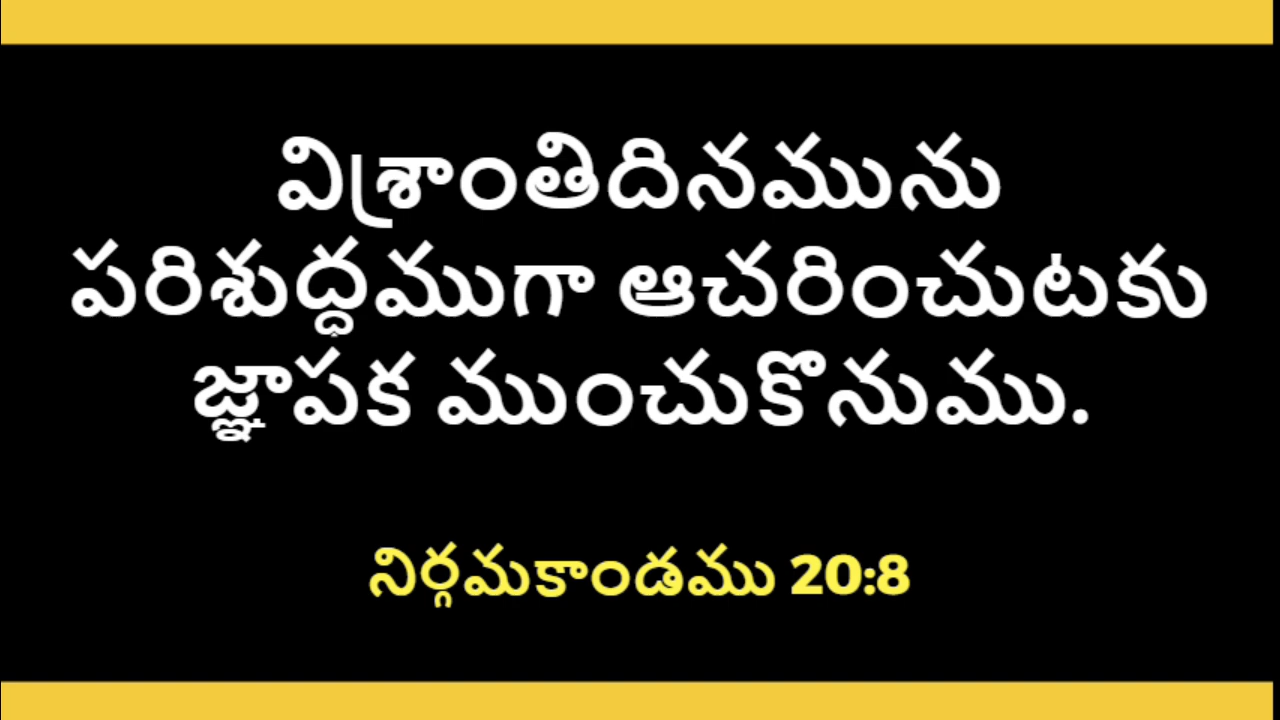 విశ్రాంతిదినమును
పరిశుద్ధముగా ఆచరించుటకు
జ్ఞాపక ముంచుకొనుము.
నిర్గమకాండము 20:8